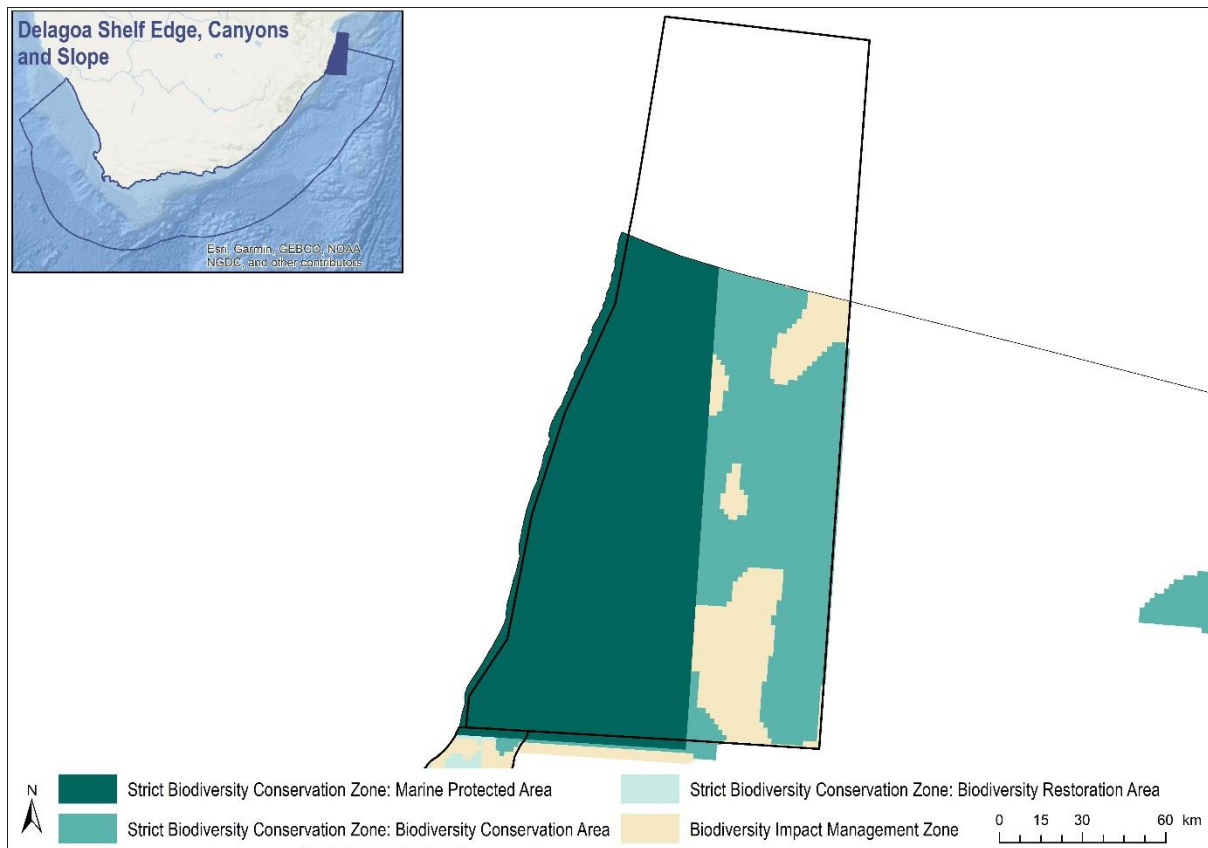 Delagoa Shelf Edge, Canyons
and Slope
Esri, Garmin, GEBCO, NOAA
NGDC, and other contributors
N
Strict Biodiversity Conservation Zone: Marine Protected Area
Strict Biodiversity Conservation Zone: Biodiversity Restoration Area
Strict Biodiversity Conservation Zone: Biodiversity Conservation Area
Biodiversity Impact Management Zone
0 15 30 60 km